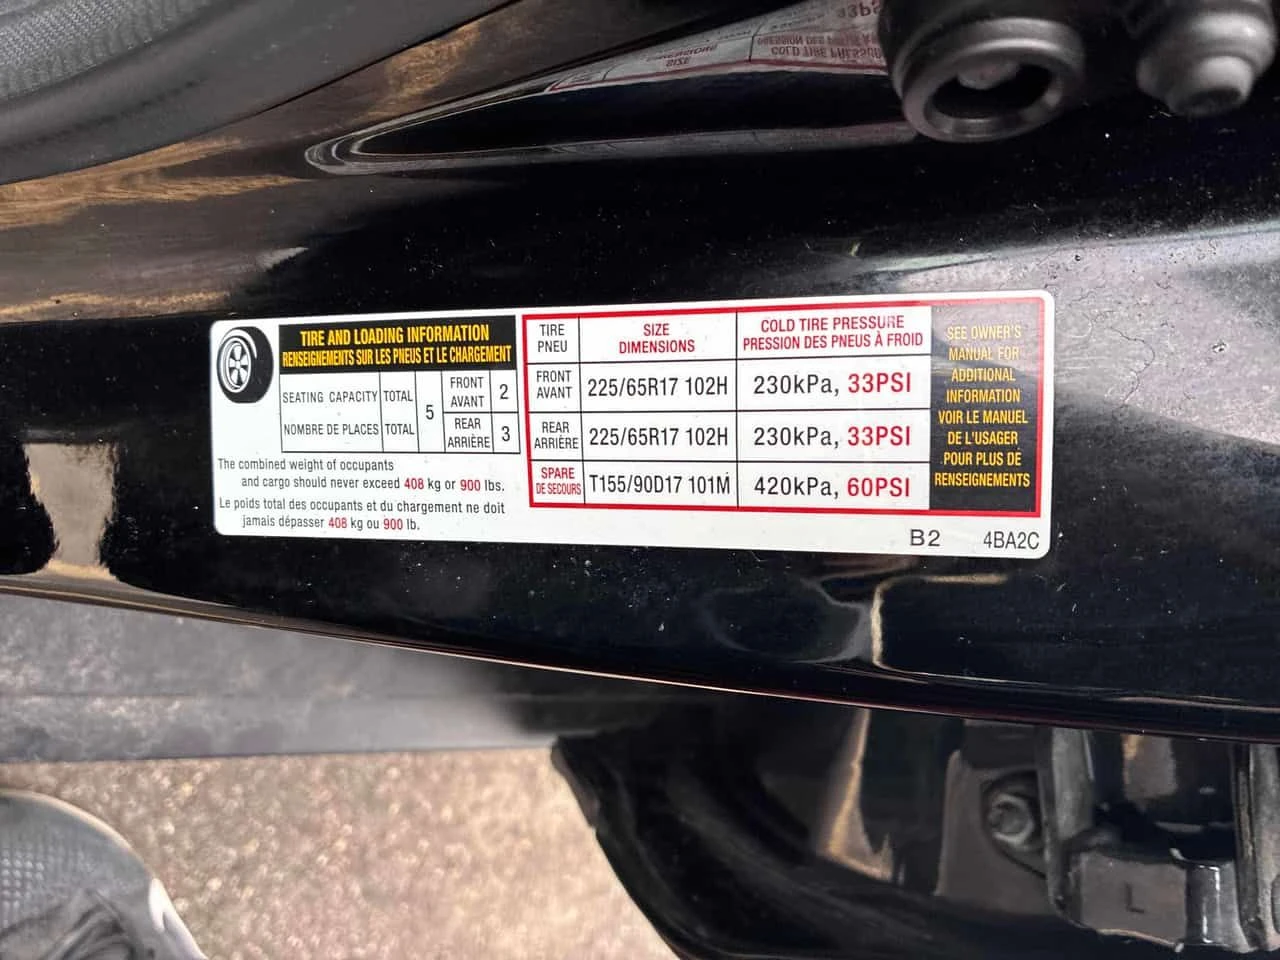 TIRE AND LOADING INFORMATION
RENSEIGNEMENTS SUR LES PNEUS ET LE CHARGEMENT
SEATING CAPACITY TOTAL 5 FRONT AVANT 2
NOMBRE DE PLACES TOTAL REAR ARRIÈRE 3
The combined weight of occupants
and cargo should never exceed 408 kg or 900 lbs.
Le poids total des occupants et du chargement ne doit
jamais dépasser 408 kg ou 900 lb.
TIRE PNEU SIZE DIMENSIONS COLD TIRE PRESSURE PRESSION DES PNEUS À FROID
FRONT AVANT 225/65R17 102H 230kPa, 33PSI
REAR ARRIÈRE 225/65R17 102H 230kPa, 33PSI
SPARE DE SECOURS T155/90D17 101M 420kPa, 60PSI
SEE OWNER'S
MANUAL FOR
ADDITIONAL
INFORMATION
VOIR LE MANUEL
DE L'USAGER
POUR PLUS DE
RENSEIGNEMENTS
B2 4BA2C
L